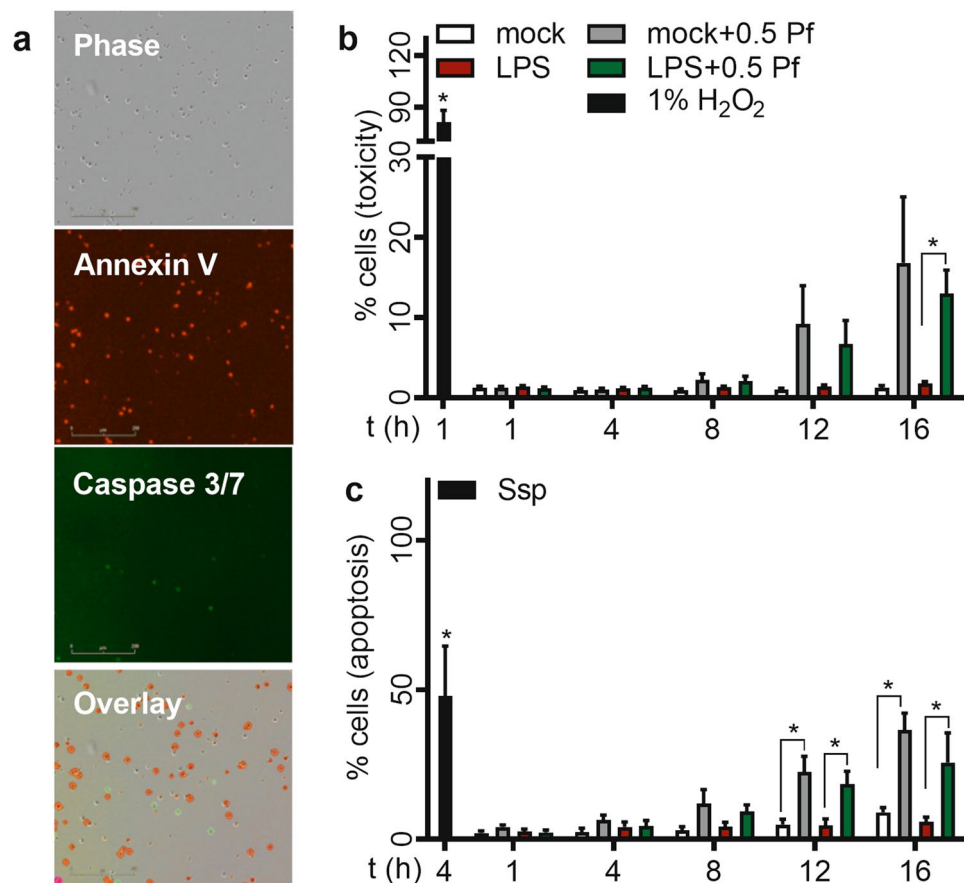 a
Phase
Annexin V
Caspase 3/7
Overlay
b
mock
mock+0.5 Pf
LPS
LPS+0.5 Pf
1% H₂O₂
% cells (toxicity)
120
90
30
20
10
0
*
*
t (h) 1 1 4 8 12 16
c
Ssp
% cells (apoptosis)
100
50
0
*
*
*
*
*
t (h) 4 1 4 8 12 16